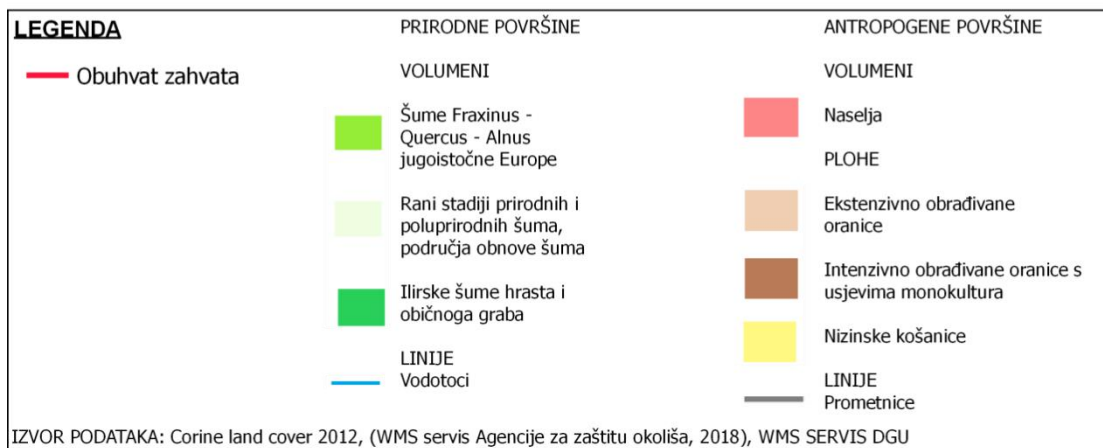 LEGENDA
Obuhvat zahvata
PRIRODNE POVRŠINE
VOLUMENI
Šume Fraxinus -
Quercus - Alnus
jugoistočne Europe
Rani stadiji prirodnih i
poluprirodnih šuma,
područja obnove šuma
Ilirske šume hrasta i
običnoga graba
LINIJE
Vodotoci
ANTROPOGENE POVRŠINE
VOLUMENI
Naselja
PLOHE
Ekstenzivno obrađivane
oranice
Intenzivno obrađivane oranice s
usjevima monokultura
Nizinske košanice
LINIJE
Prometnice
IZVOR PODATAKA: Corine land cover 2012, (WMS servis Agencije za zaštitu okoliša, 2018), WMS SERVIS DGU